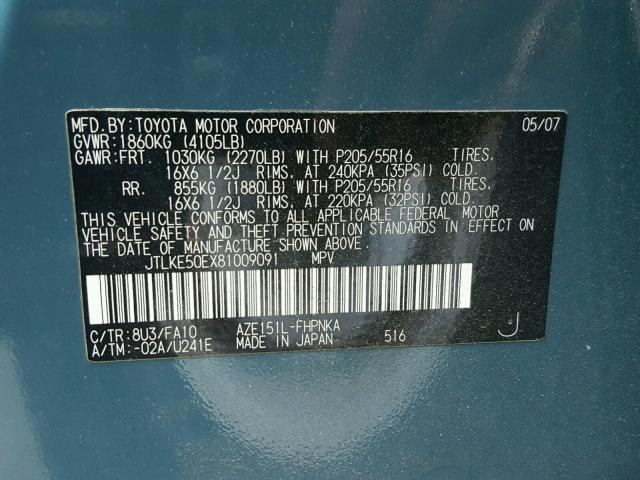 MFD.BY:TOYOTA MOTOR CORPORATION 05/07
GVWR:1860KG (4105LB)
GAWR:FRT. 1030KG (2270LB) WITH P205/55R16 TIRES,
16X6 1/2J RIMS, AT 240KPA (35PSI) COLD.
RR. 855KG (1880LB) WITH P205/55R16 TIRES,
16X6 1/2J RIMS, AT 220KPA (32PSI) COLD.
THIS VEHICLE CONFORMS TO ALL APPLICABLE FEDERAL MOTOR
VEHICLE SAFETY, BUMPER, AND THEFT PREVENTION STANDARDS IN EFFECT
ON THE DATE OF MANUFACTURE SHOWN ABOVE.
JTLKE50EX81009091 MPV
C/TR:8U3/FA10 AZE151L-FHPNKA
A/TM:-02A/U241E MADE IN JAPAN 516 J